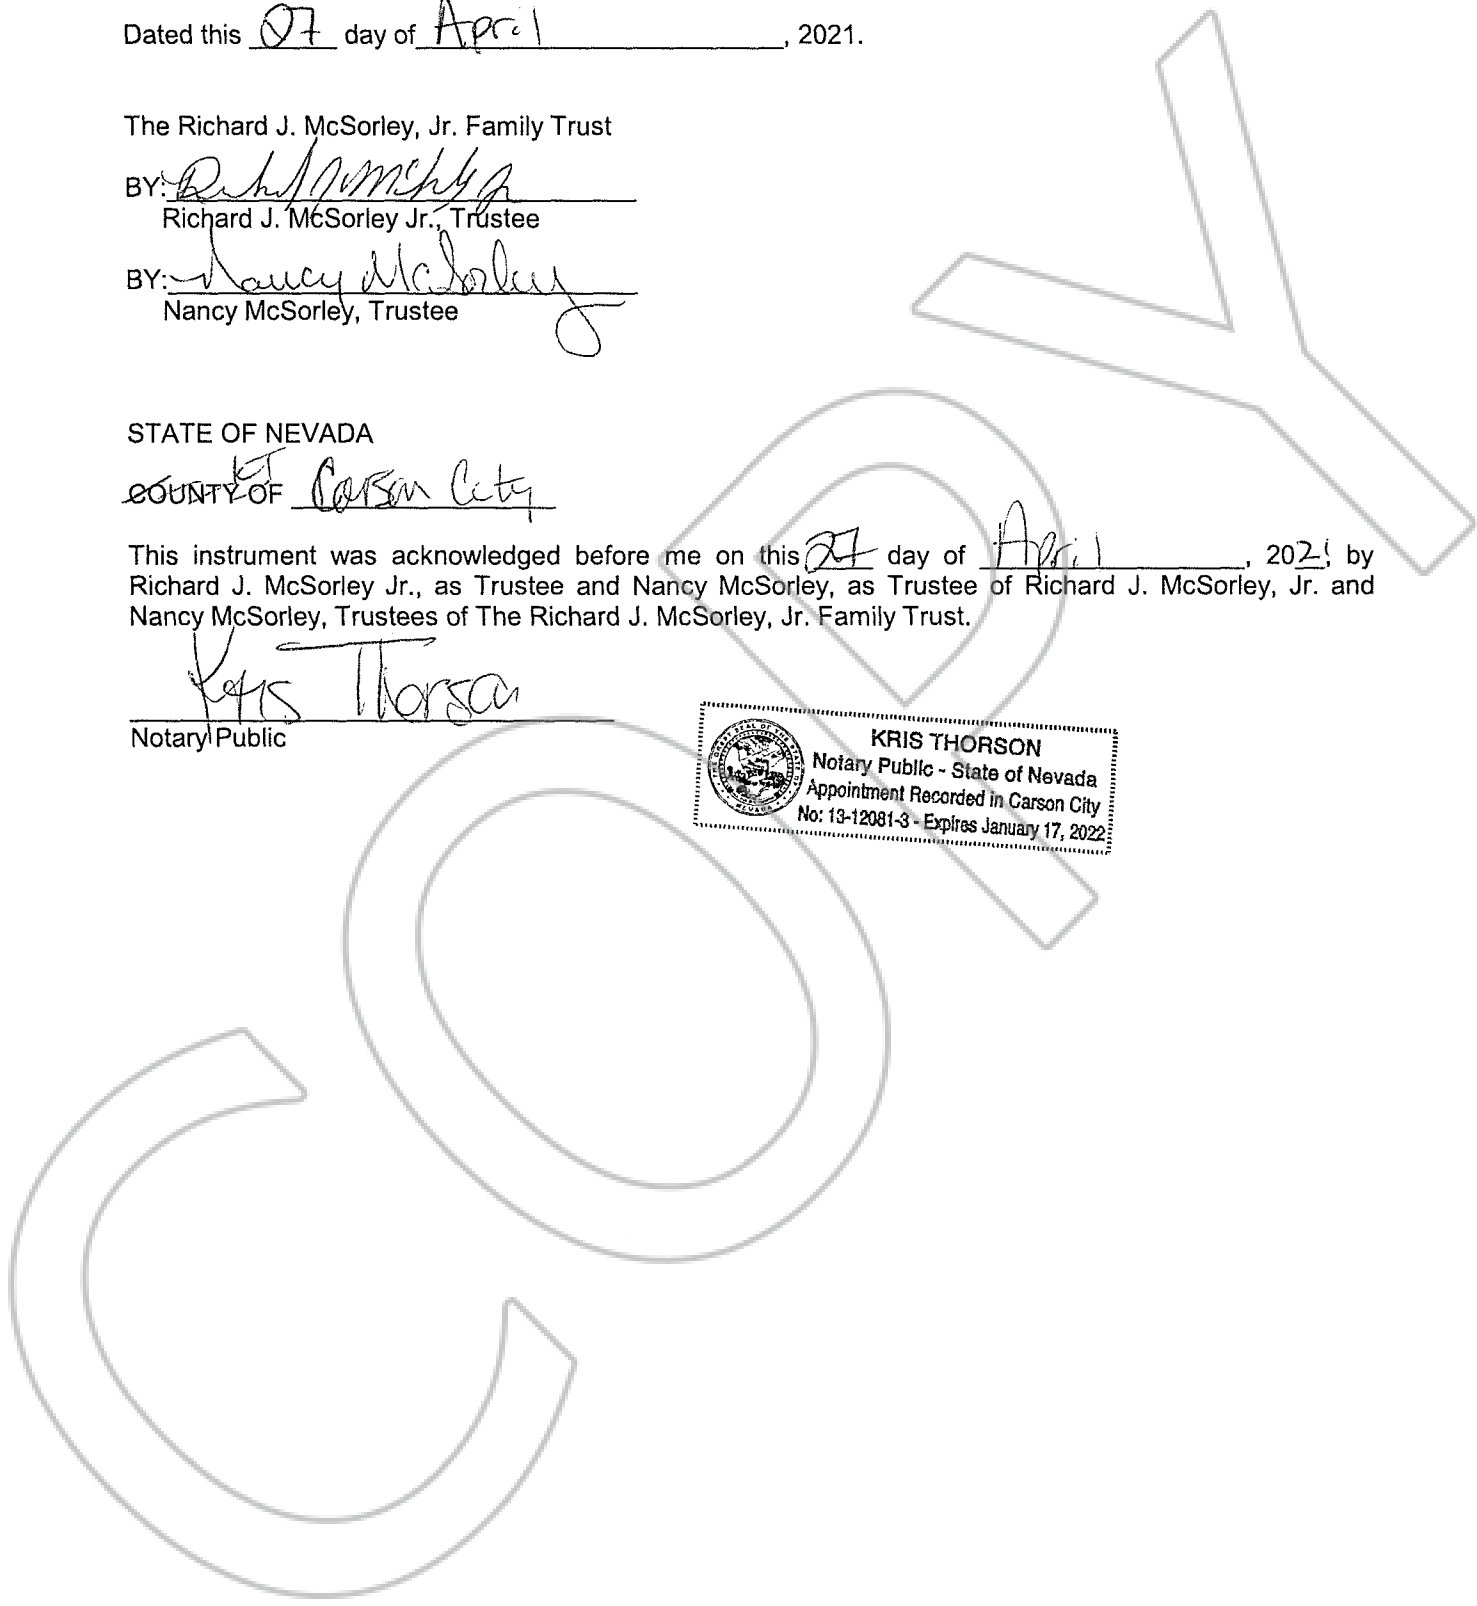 Dated this 27 day of April, 2021.
The Richard J. McSorley, Jr. Family Trust
BY:
Richard J. McSorley Jr., Trustee
BY: Nancy McSorley
Nancy McSorley, Trustee
STATE OF NEVADA
KT
COUNTY OF Carson City
This instrument was acknowledged before me on this 27 day of April, 2021, by
Richard J. McSorley Jr., as Trustee and Nancy McSorley, as Trustee of Richard J. McSorley, Jr. and
Nancy McSorley, Trustees of The Richard J. McSorley, Jr. Family Trust.
Kris Thorson
Notary Public
KRIS THORSON
Notary Public - State of Nevada
Appointment Recorded in Carson City
No: 13-12081-3 - Expires January 17, 2022
COPY